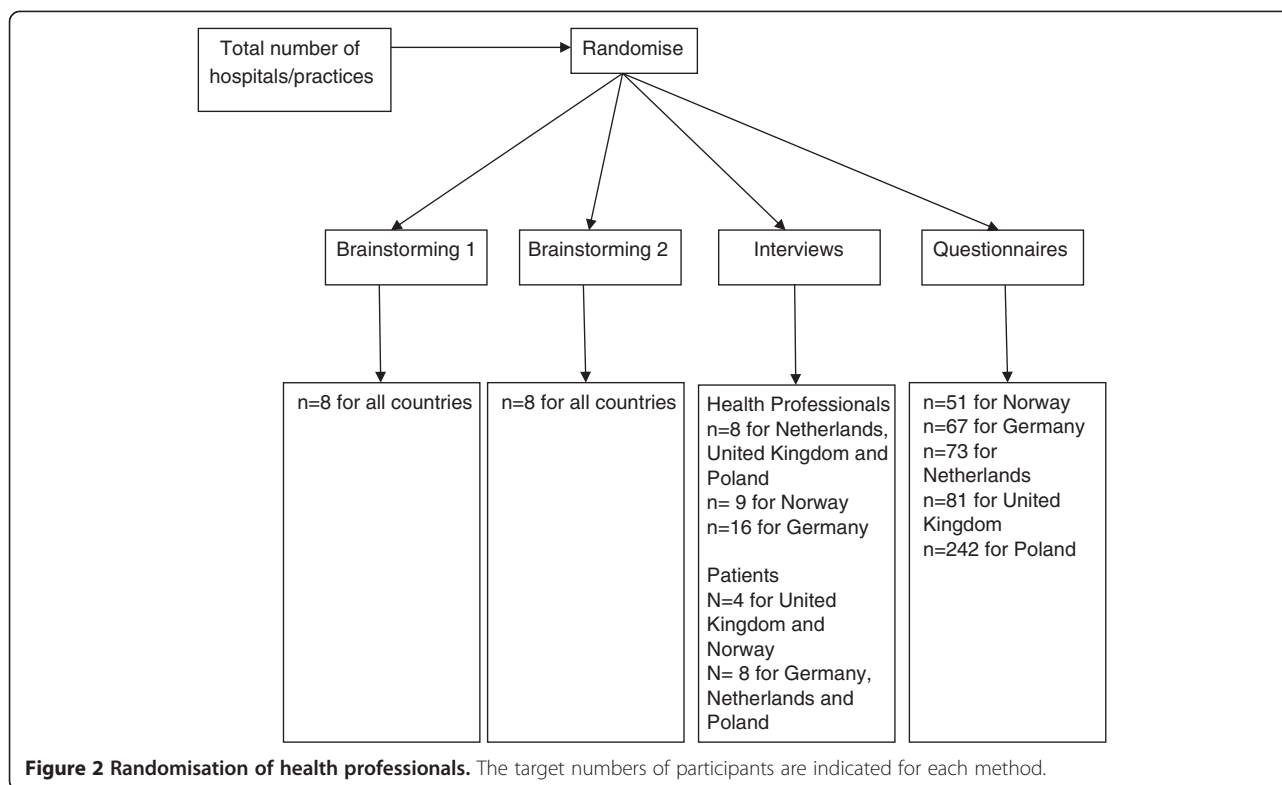 Total number of
hospitals/practices
Randomise
Brainstorming 1
Brainstorming 2
Interviews
Questionnaires
n=8 for all countries
n=8 for all countries
Health Professionals
n=8 for Netherlands,
United Kingdom and
Poland
n= 9 for Norway
n=16 for Germany
Patients
N=4 for United
Kingdom and
Norway
N= 8 for Germany,
Netherlands and
Poland
n=51 for Norway
n=67 for Germany
n=73 for
Netherlands
n=81 for United
Kingdom
n=242 for Poland
Figure 2 Randomisation of health professionals. The target numbers of participants are indicated for each method.